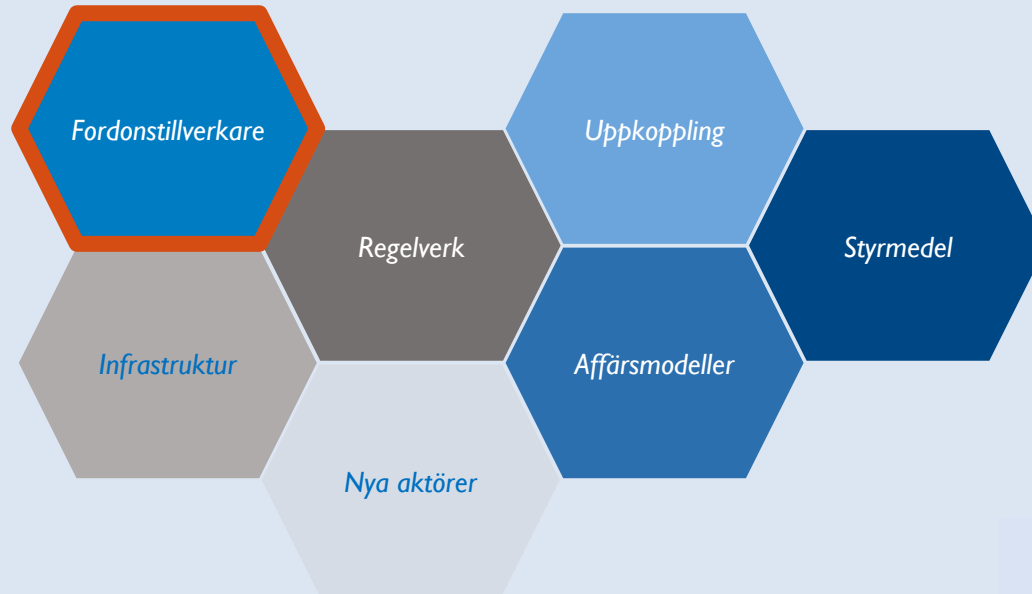 Fordonstillverkare
Uppkoppling
Regelverk
Styrmedel
Infrastruktur
Affärsmodeller
Nya aktörer